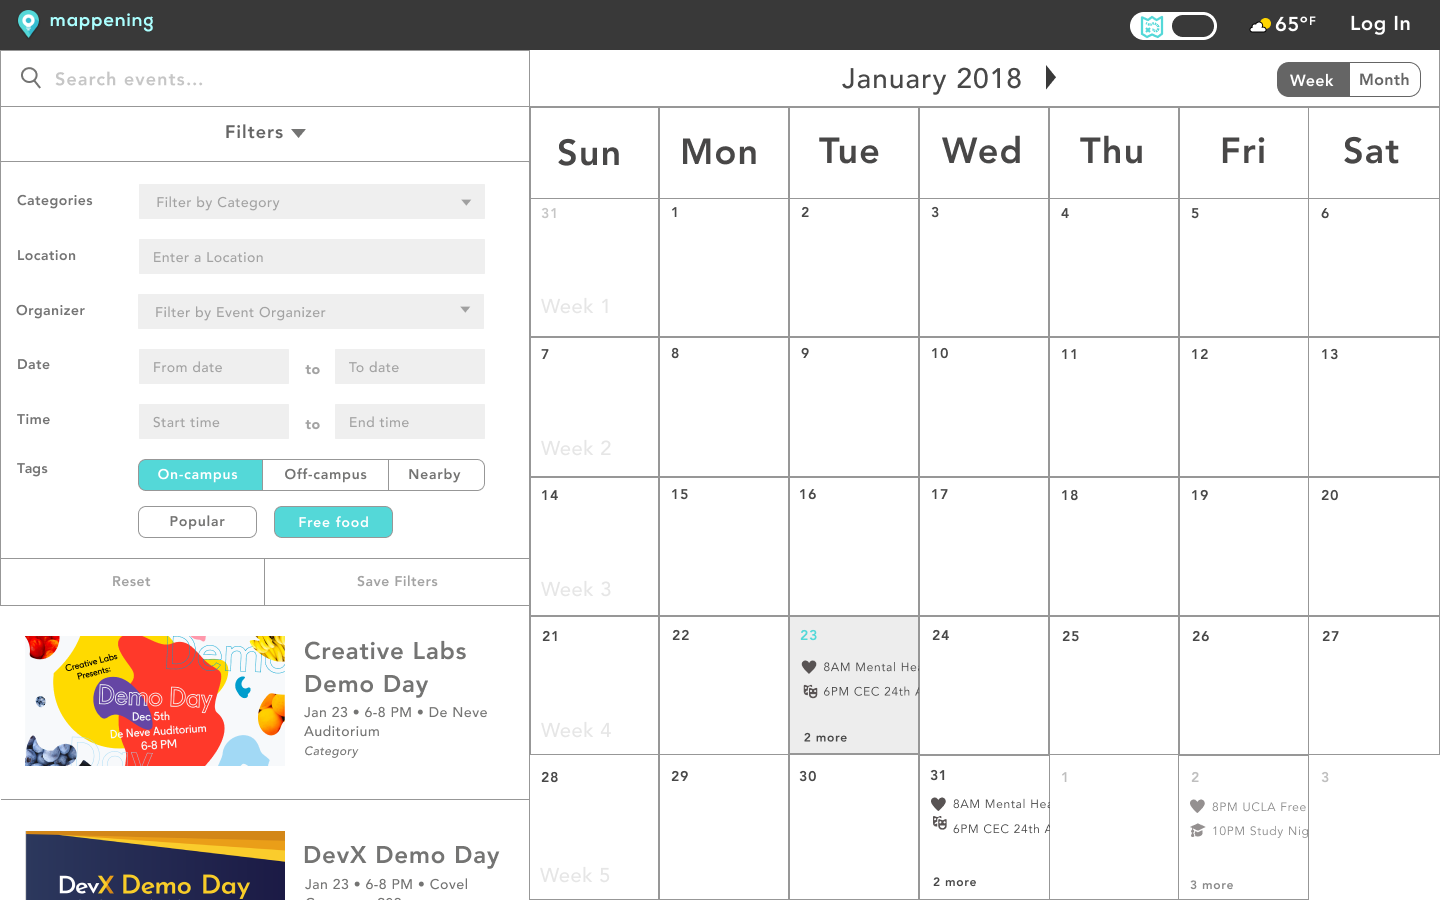 mappening
65°F
Log In
Search events...
January 2018
Week
Month
Filters
Sun
Mon
Tue
Wed
Thu
Fri
Sat
Categories
Filter by Category
Location
Enter a Location
Organizer
Filter by Event Organizer
Date
From date
to
To date
Time
Start time
to
End time
Tags
On-campus
Off-campus
Nearby
Popular
Free food
Reset
Save Filters
31
1
2
3
4
5
6
Week 1
7
8
9
10
11
12
13
Week 2
14
15
16
17
18
19
20
Week 3
21
22
23
24
25
26
27
8AM Mental Hea
6PM CEC 24th A
2 more
Week 4
28
29
30
31
1
2
3
8AM Mental Hea
6PM CEC 24th A
2 more
8PM UCLA Free
10PM Study Nig
3 more
Week 5
Demo
Creative Labs
Presents:
Demo Day
Dec 5th
De Neve Auditorium
6-8 PM
Day
Creative Labs
Demo Day
Jan 23 • 6-8 PM • De Neve
Auditorium
Category
DevX Demo Day
DevX Demo Day
Jan 23 • 6-8 PM • Covel